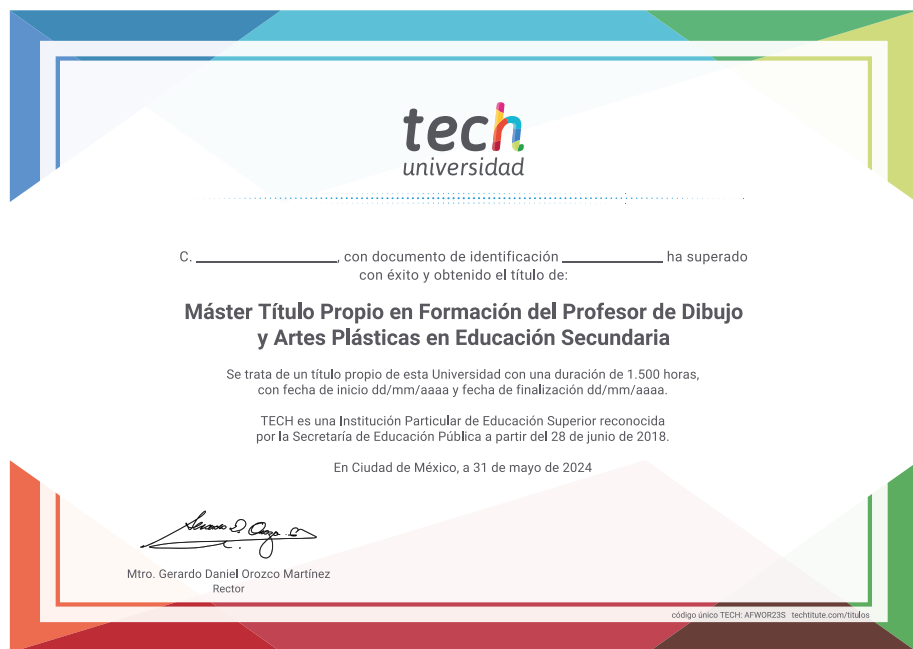 tech
universidad
C. ____________________, con documento de identificación ______________ ha superado
con éxito y obtenido el título de:
Máster Título Propio en Formación del Profesor de Dibujo
y Artes Plásticas en Educación Secundaria
Se trata de un título propio de esta Universidad con una duración de 1.500 horas,
con fecha de inicio dd/mm/aaaa y fecha de finalización dd/mm/aaaa.
TECH es una Institución Particular de Educación Superior reconocida
por la Secretaría de Educación Pública a partir del 28 de junio de 2018.
En Ciudad de México, a 31 de mayo de 2024
Mtro. Gerardo Daniel Orozco Martínez
Rector
código único TECH: AFWOR23S techtitute.com/titulos